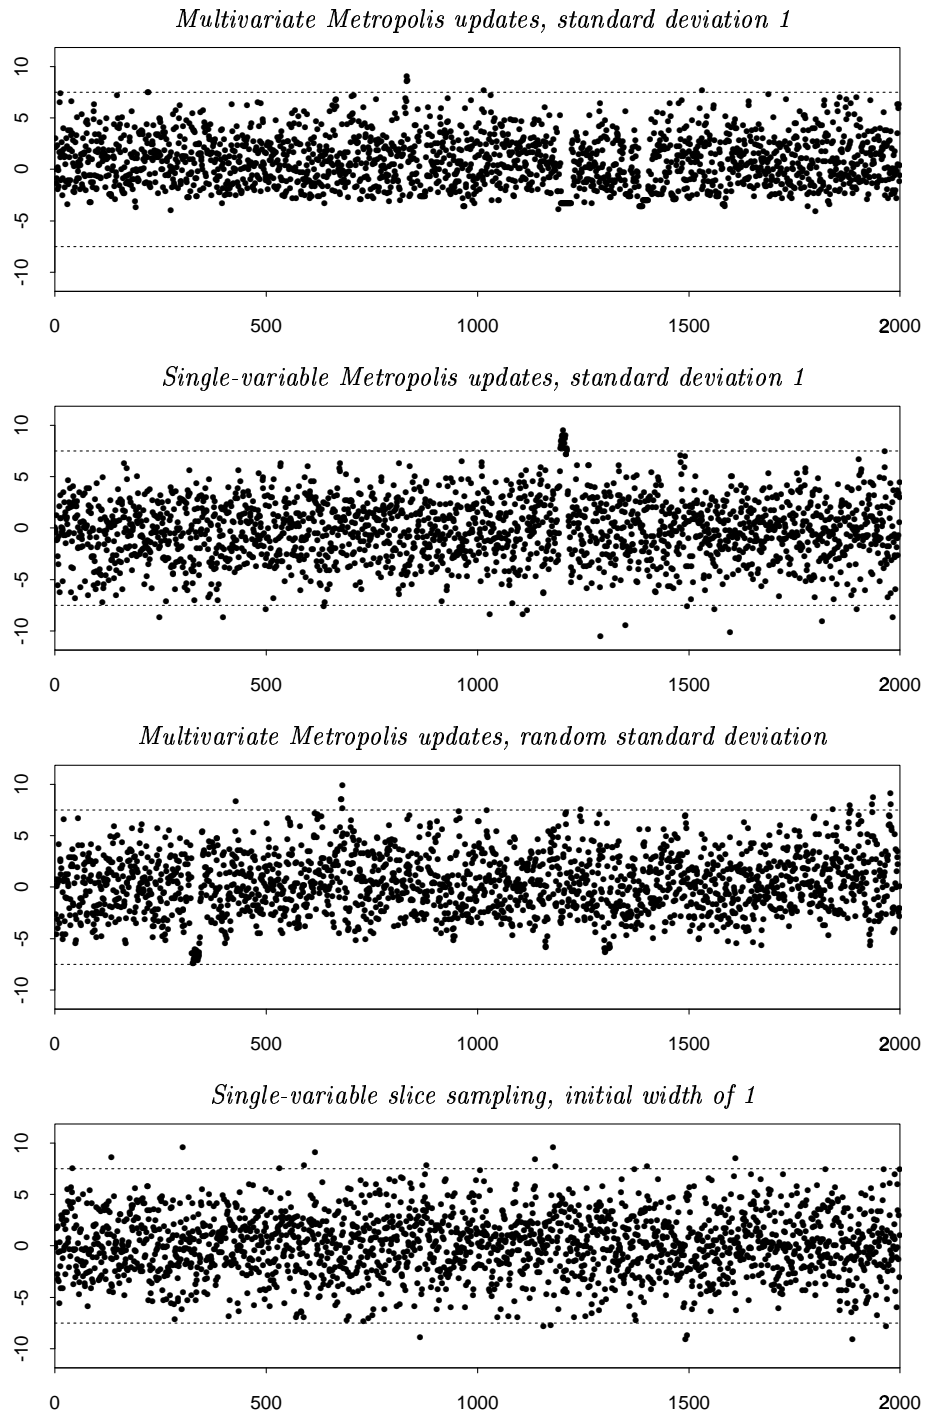 Multivariate Metropolis updates, standard deviation 1
10
5
0
-5
-10
0 500 1000 1500 2000
Single-variable Metropolis updates, standard deviation 1
10
5
0
-5
-10
0 500 1000 1500 2000
Multivariate Metropolis updates, random standard deviation
10
5
0
-5
-10
0 500 1000 1500 2000
Single-variable slice sampling, initial width of 1
10
5
0
-5
-10
0 500 1000 1500 2000